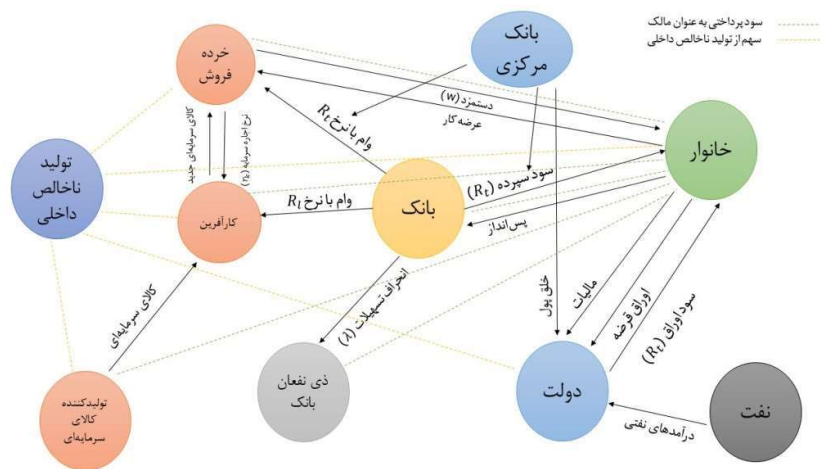 سود پرداختی به عنوان مالک
سهم از تولید ناخالص داخلی
بانک
مرکزی
خرده
فروش
دستمزد (w)
عرضه کار
وام با نرخ Rₜ
کالای سرمایه‌ای جدید
نرخ اجاره سرمایه (rₖ)
خانوار
تولید
ناخالص
داخلی
کارآفرین
وام با نرخ Rₗ
بانک
سود سپرده (Rₜ)
پس‌انداز
کالای سرمایه‌ای
انحراف تسهیلات (λ)
خلق پول
مالیات
اوراق قرضه
سود اوراق (Rₜ)
تولیدکننده
کالای
سرمایه‌ای
ذی نفعان
بانک
دولت
درآمدهای نفتی
نفت